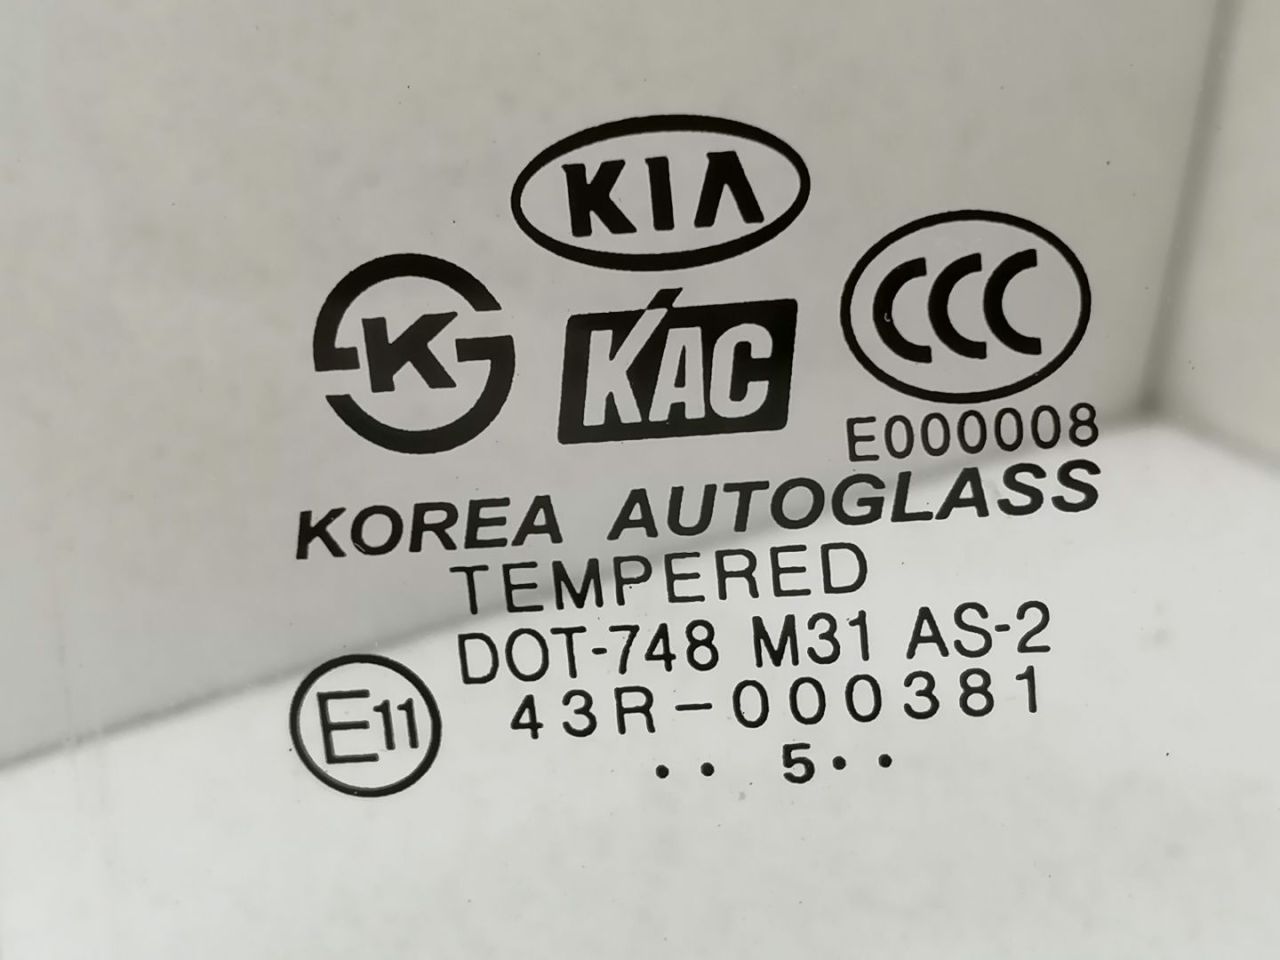 KIA
K
KAC
CCC
E000008
KOREA AUTOGLASS
TEMPERED
DOT-748 M31 AS-2
E11
43R-000381
•• 5••